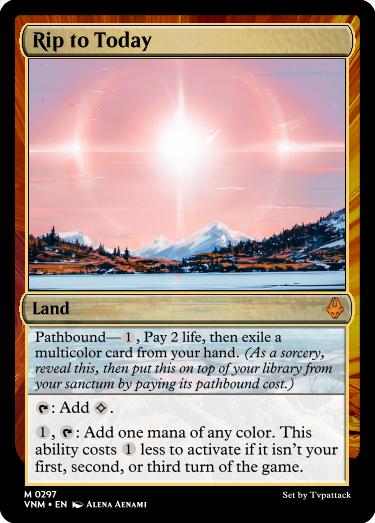 Rip to Today
Land
Pathbound— 1, Pay 2 life, then exile a
multicolor card from your hand. (As a sorcery,
reveal this, then put this on top of your library from
your sanctum by paying its pathbound cost.)
: Add .
1, : Add one mana of any color. This
ability costs 1 less to activate if it isn't your
first, second, or third turn of the game.
M 0297
VNM • EN Alena Aenami
Set by Tvpattack